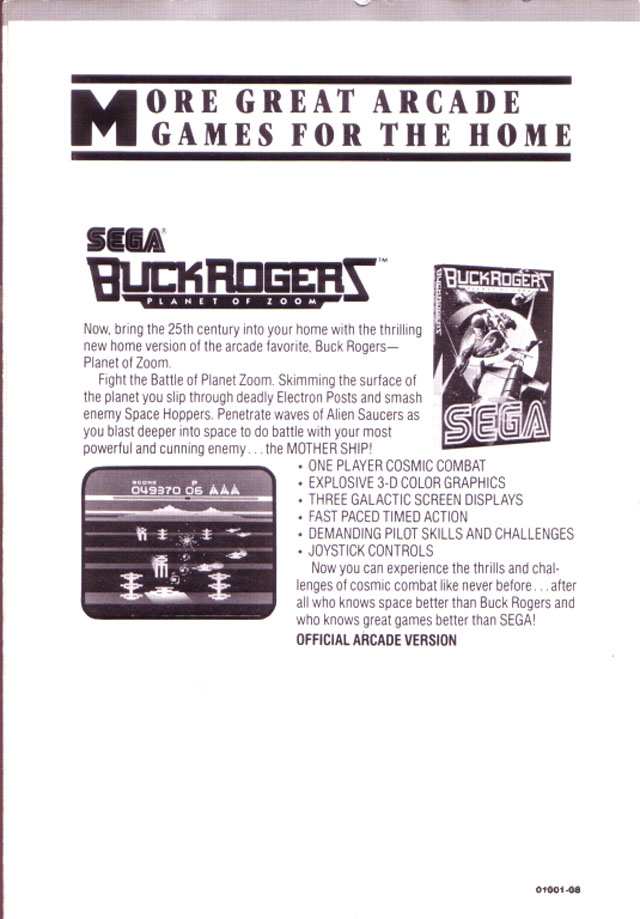 MORE GREAT ARCADE
GAMES FOR THE HOME
SEGA®
BUCKROGERS™
PLANET OF ZOOM
Now, bring the 25th century into your home with the thrilling
new home version of the arcade favorite, Buck Rogers—
Planet of Zoom.
Fight the Battle of Planet Zoom. Skimming the surface of
the planet you slip through deadly Electron Posts and smash
enemy Space Hoppers. Penetrate waves of Alien Saucers as
you blast deeper into space to do battle with your most
powerful and cunning enemy...the MOTHER SHIP!
BUCKROGERS
PLANET OF ZOOM
SEGA
SCORE P
049370 06
• ONE PLAYER COSMIC COMBAT
• EXPLOSIVE 3-D COLOR GRAPHICS
• THREE GALACTIC SCREEN DISPLAYS
• FAST PACED TIMED ACTION
• DEMANDING PILOT SKILLS AND CHALLENGES
• JOYSTICK CONTROLS
Now you can experience the thrills and chal-
lenges of cosmic combat like never before...after
all who knows space better than Buck Rogers and
who knows great games better than SEGA!
OFFICIAL ARCADE VERSION
01001-08